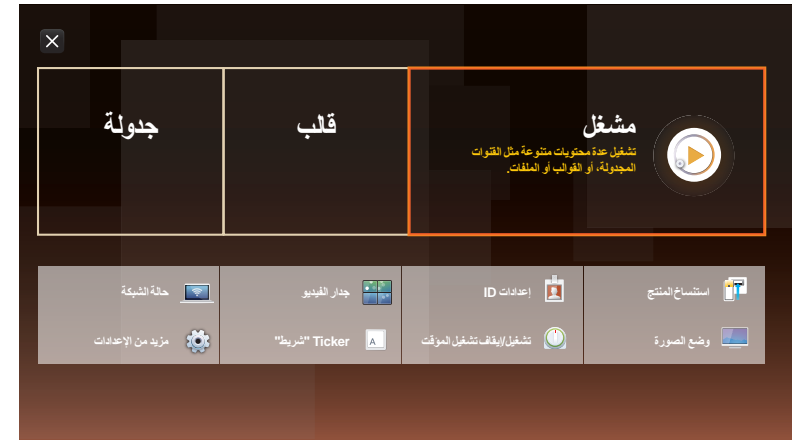 مشغل
تشغيل عدة محتويات متنوعة مثل القنوات
المجدولة، أو القوالب أو الملفات.
قالب
جدولة
استنساخ المنتج
إعدادات ID
جدار الفيديو
حالة الشبكة
وضع الصورة
تشغيل/إيقاف تشغيل الموقت
Ticker "شريط"
A
مزيد من الإعدادات